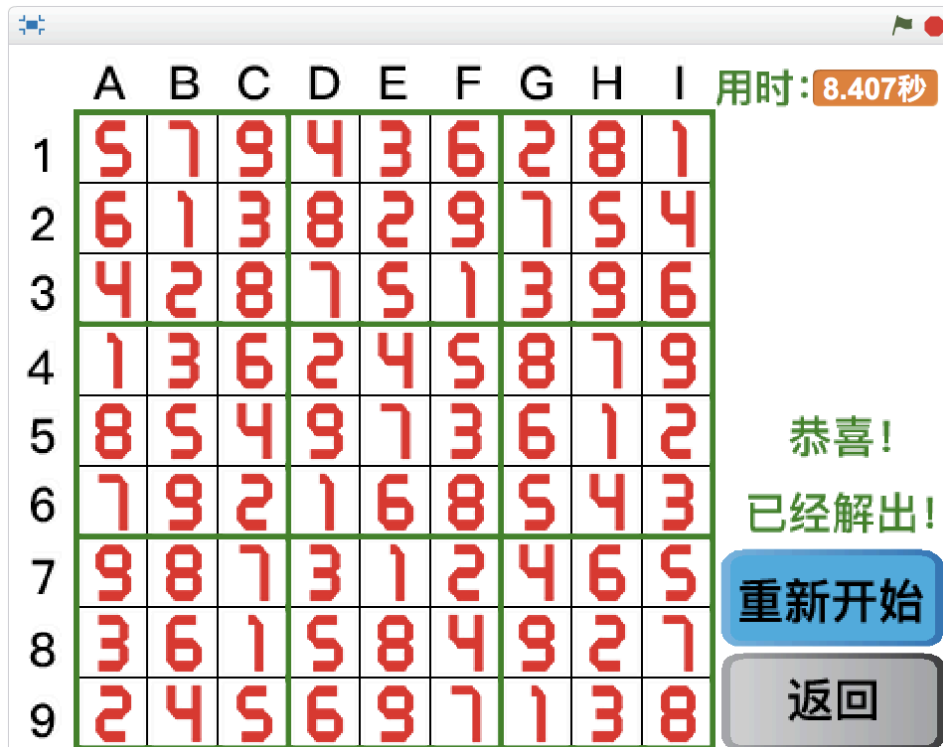 A B C D E F G H I 用时:8.407秒
1 5 7 9 4 3 6 2 8 1
2 6 1 3 8 2 9 7 5 4
3 4 2 8 7 5 1 3 9 6
4 1 3 6 2 4 5 8 7 9
5 8 5 4 9 7 3 6 1 2
恭喜!
6 7 9 2 1 6 8 5 4 3
已经解出!
7 9 8 7 3 1 2 4 6 5
重新开始
8 3 6 1 5 8 4 9 2 7
9 2 4 5 6 9 7 1 3 8
返回